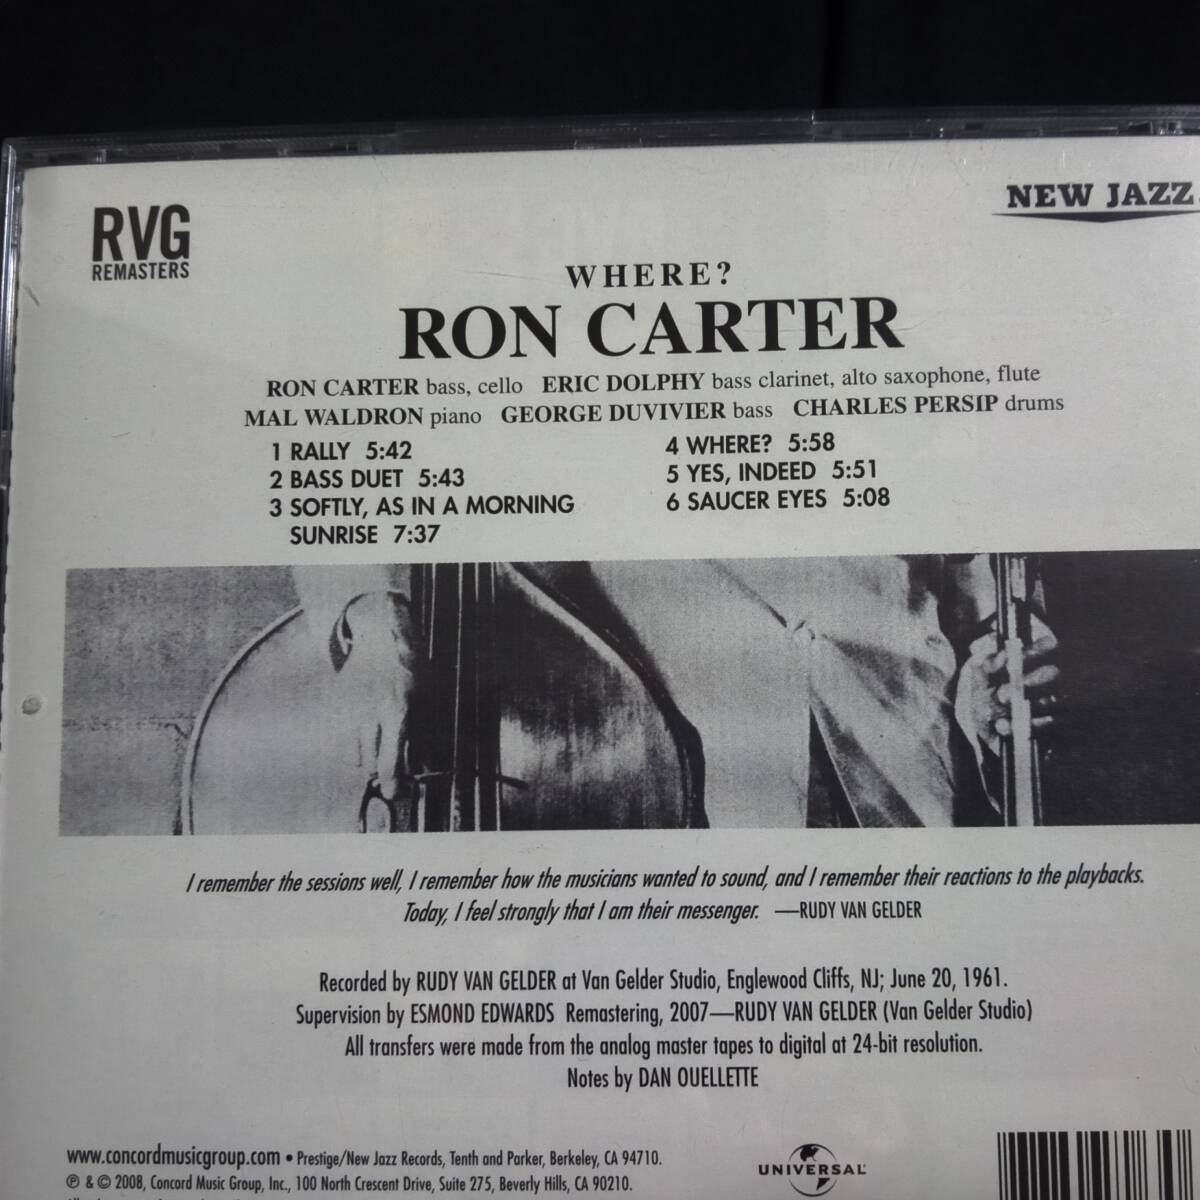 RVG
REMASTERS
NEW JAZZ
WHERE?
RON CARTER
RON CARTER bass, cello ERIC DOLPHY bass clarinet, alto saxophone, flute
MAL WALDRON piano GEORGE DUVIVIER bass CHARLES PERSIP drums
1 RALLY 5:42
2 BASS DUET 5:43
3 SOFTLY, AS IN A MORNING
SUNRISE 7:37
4 WHERE? 5:58
5 YES, INDEED 5:51
6 SAUCER EYES 5:08
I remember the sessions well, I remember how the musicians wanted to sound, and I remember their reactions to the playbacks.
Today, I feel strongly that I am their messenger. —RUDY VAN GELDER
Recorded by RUDY VAN GELDER at Van Gelder Studio, Englewood Cliffs, NJ; June 20, 1961.
Supervision by ESMOND EDWARDS Remastering, 2007—RUDY VAN GELDER (Van Gelder Studio)
All transfers were made from the analog master tapes to digital at 24-bit resolution.
Notes by DAN OUELLETTE
www.concordmusicgroup.com • Prestige/New Jazz Records, Tenth and Parker, Berkeley, CA 94710.
℗ & © 2008, Concord Music Group, Inc., 100 North Crescent Drive, Suite 275, Beverly Hills, CA 90210.
UNIVERSAL